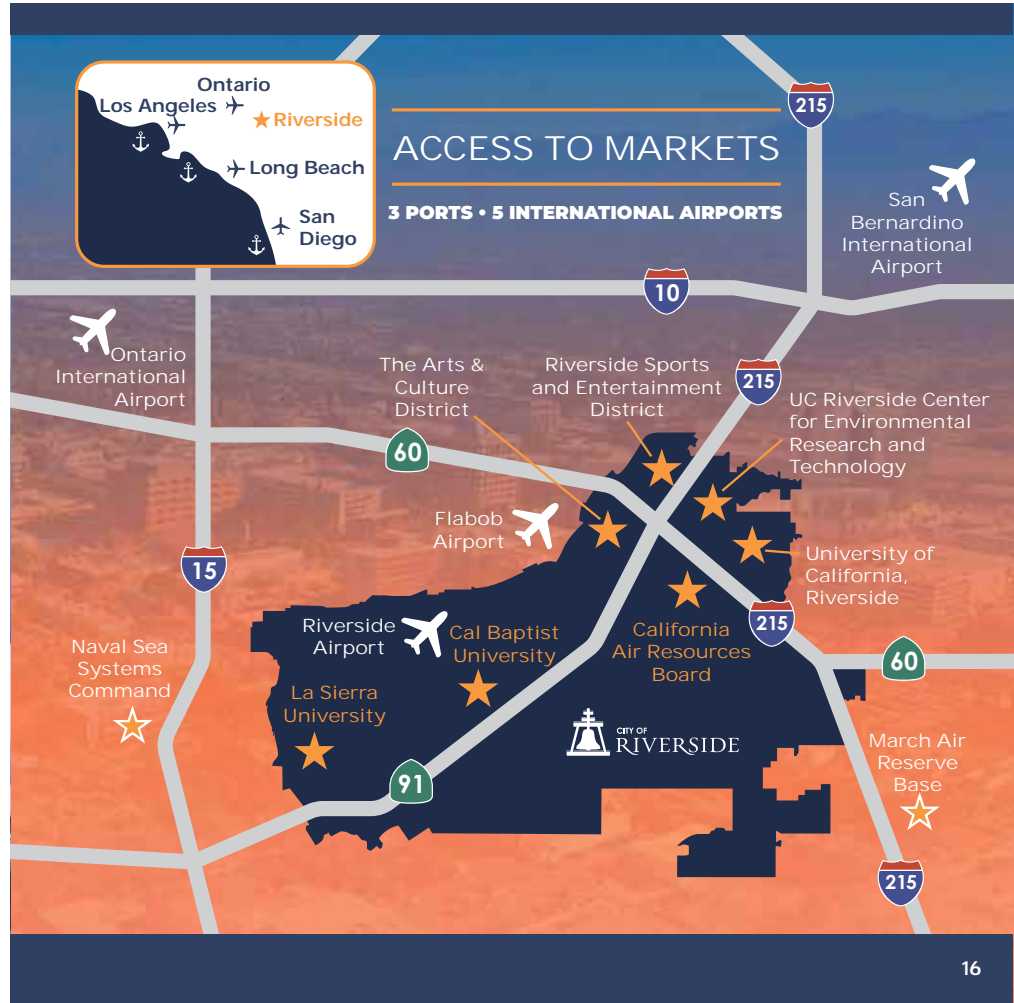 Ontario
Los Angeles
Riverside
Long Beach
San
Diego
ACCESS TO MARKETS
3 PORTS • 5 INTERNATIONAL AIRPORTS
215
San
Bernardino
International
Airport
10
Ontario
International
Airport
The Arts &
Culture
District
Riverside Sports
and Entertainment
District
215
UC Riverside Center
for Environmental
Research and
Technology
60
Flabob
Airport
15
University of
California,
Riverside
215
Riverside
Airport
Cal Baptist
University
California
Air Resources
Board
60
Naval Sea
Systems
Command
La Sierra
University
CITY OF
RIVERSIDE
91
March Air
Reserve
Base
215
16